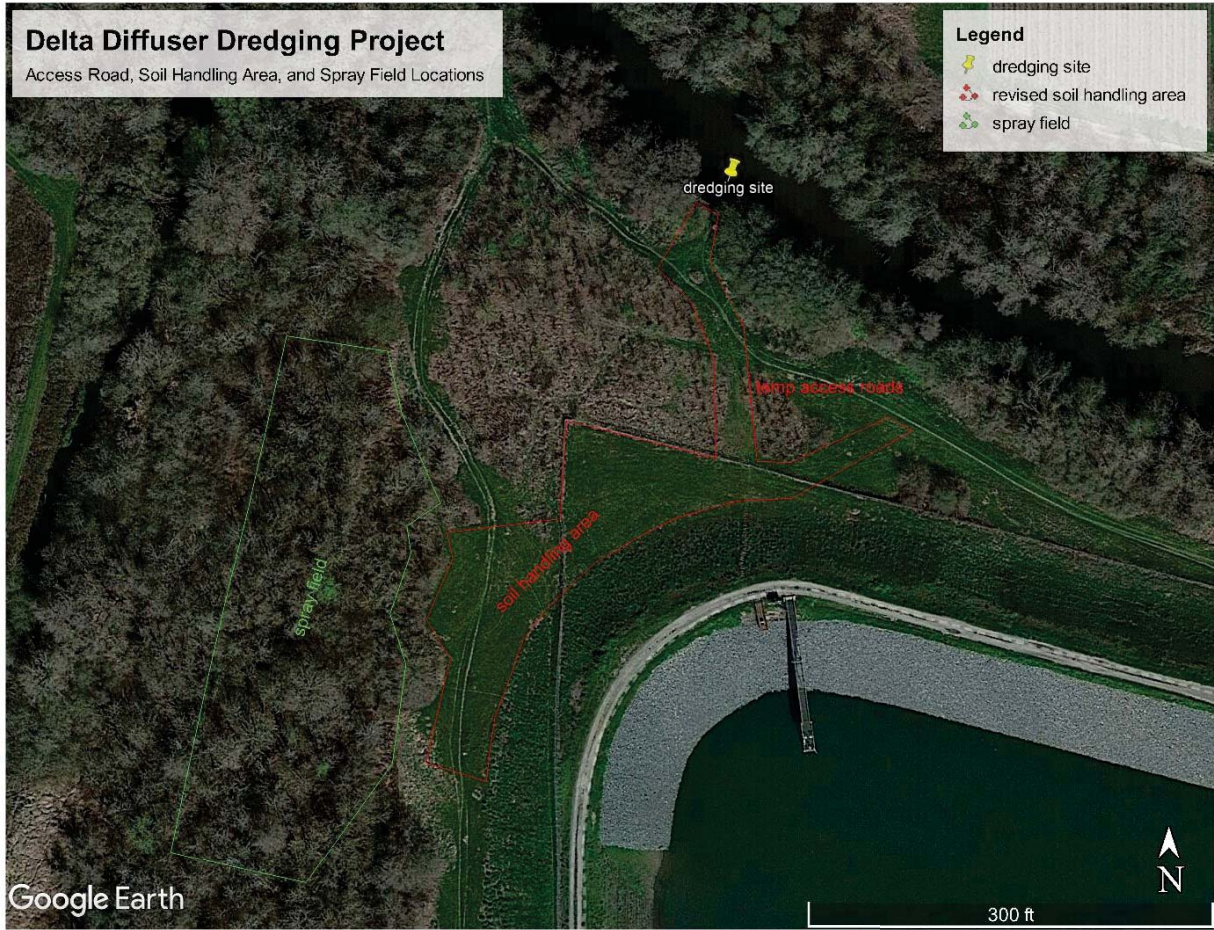 Delta Diffuser Dredging Project
Access Road, Soil Handling Area, and Spray Field Locations
Legend
dredging site
revised soil handling area
spray field
dredging site
temp access roads
soil handling area
spray field
Google Earth
N
300 ft